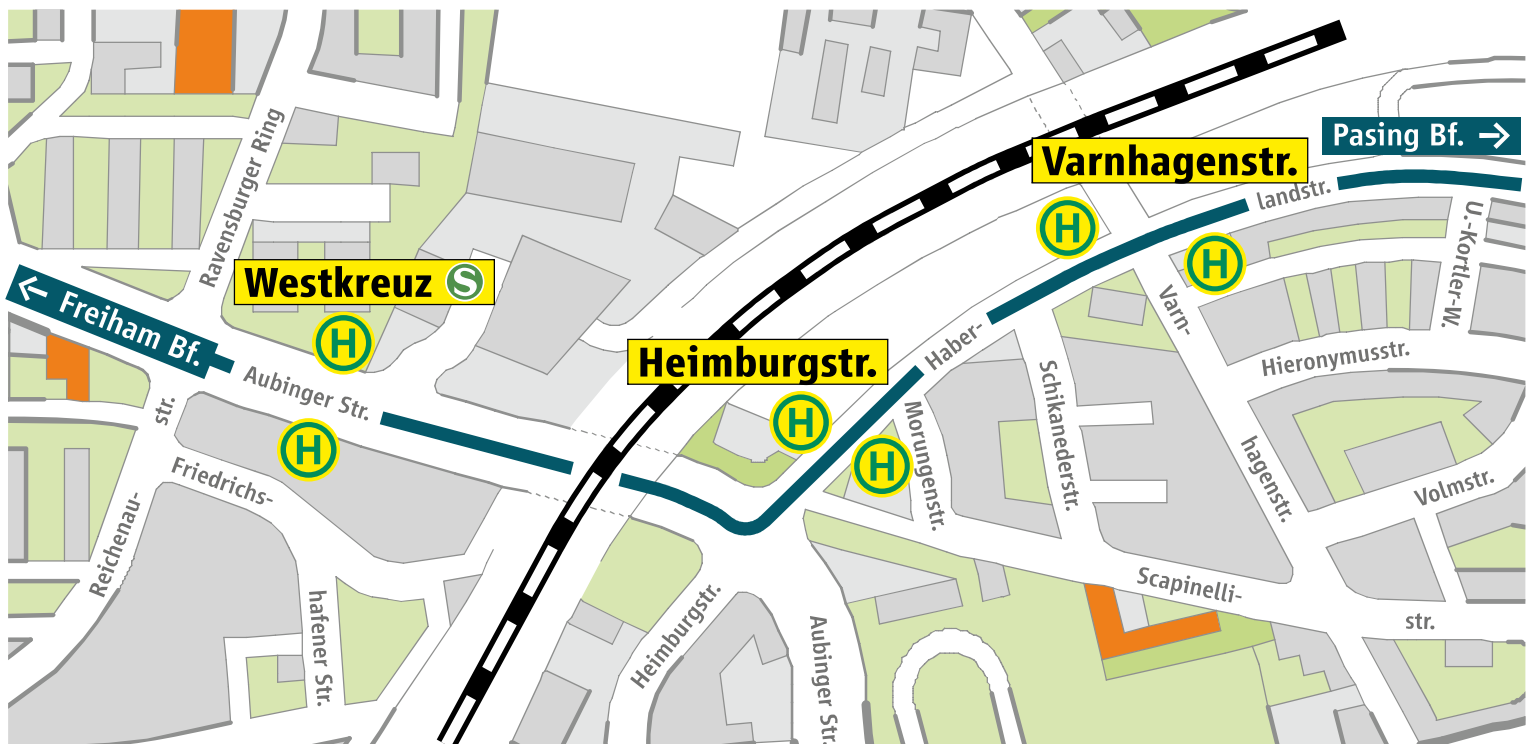 Pasing Bf. →
Varnhagenstr.
landstr.
U.-Kortler-W.
H
H
Ravensburger Ring
Westkreuz S
← Freiham Bf.
H
Varn-
Haber-
Heimburgstr.
Hieronymusstr.
Aubinger Str.
Schikanederstr.
str.
H
H
H
Morungenstr.
hagenstr.
Friedrichs-
Volmstr.
Reichenau-
Scapinelli-
str.
hafener Str.
Heimburgstr.
Aubinger Str.